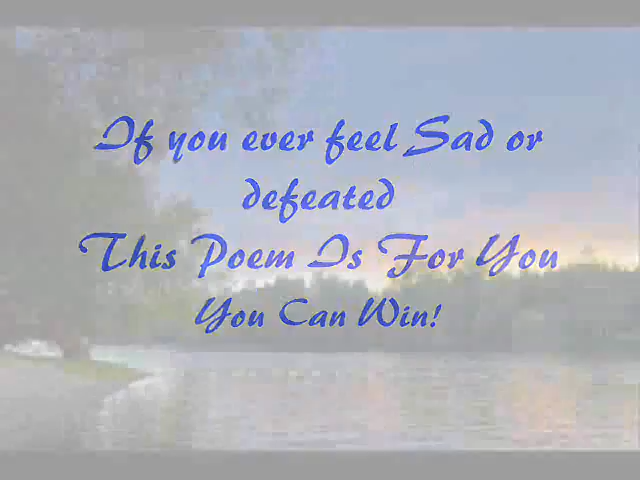 If you ever feel Sad or
defeated
This Poem Is For You
You Can Win!